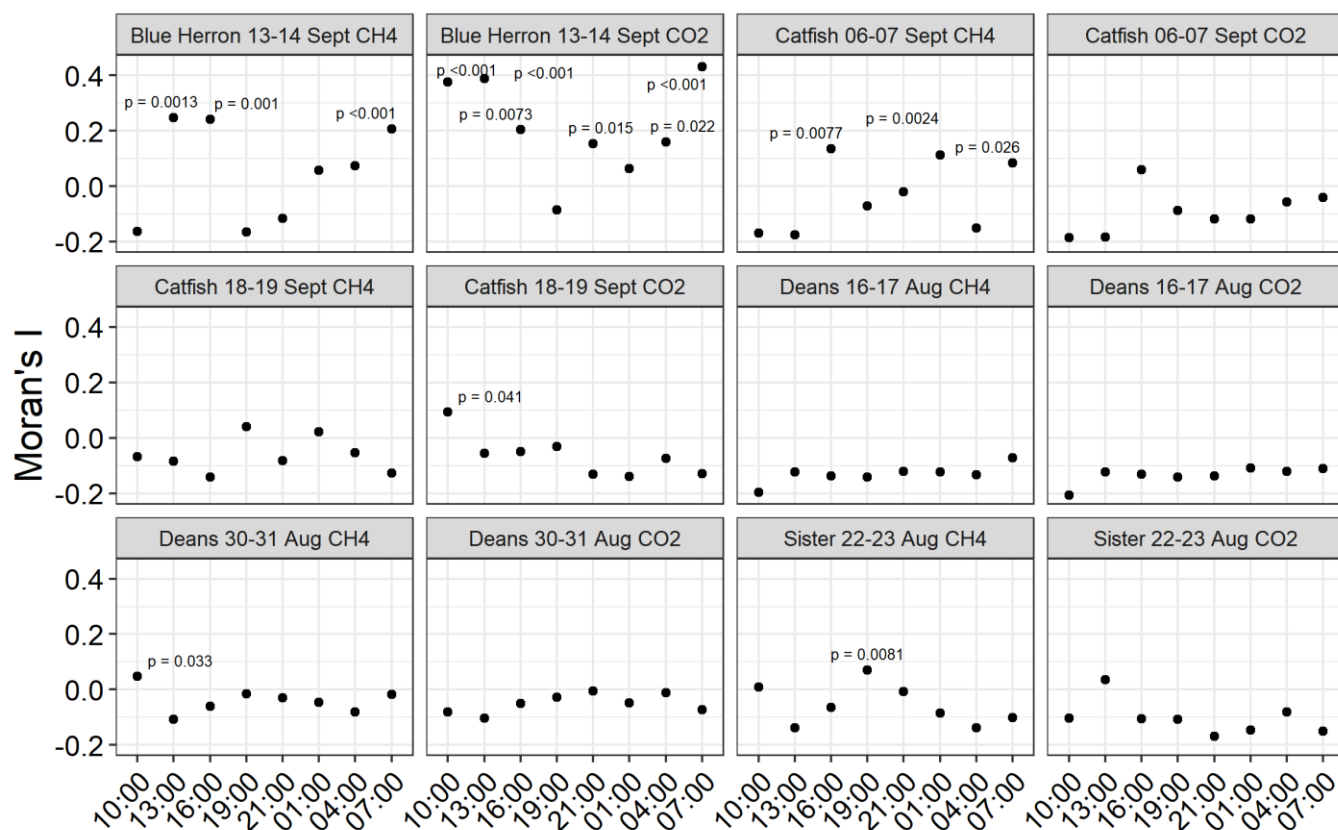 Blue Herron 13-14 Sept CH4
Blue Herron 13-14 Sept CO2
Catfish 06-07 Sept CH4
Catfish 06-07 Sept CO2
0.4
0.2
0.0
-0.2
p = 0.0013
p = 0.001
p <0.001
p <0.001
p <0.001
p <0.001
p = 0.0073
p = 0.015
p = 0.022
p = 0.0077
p = 0.0024
p = 0.026
Catfish 18-19 Sept CH4
Catfish 18-19 Sept CO2
Deans 16-17 Aug CH4
Deans 16-17 Aug CO2
Moran's I
0.4
0.2
0.0
-0.2
p = 0.041
Deans 30-31 Aug CH4
Deans 30-31 Aug CO2
Sister 22-23 Aug CH4
Sister 22-23 Aug CO2
0.4
0.2
0.0
-0.2
p = 0.033
p = 0.0081
10:00
13:00
16:00
19:00
21:00
01:00
04:00
07:00
10:00
13:00
16:00
19:00
21:00
01:00
04:00
07:00
10:00
13:00
16:00
19:00
21:00
01:00
04:00
07:00
10:00
13:00
16:00
19:00
21:00
01:00
04:00
07:00